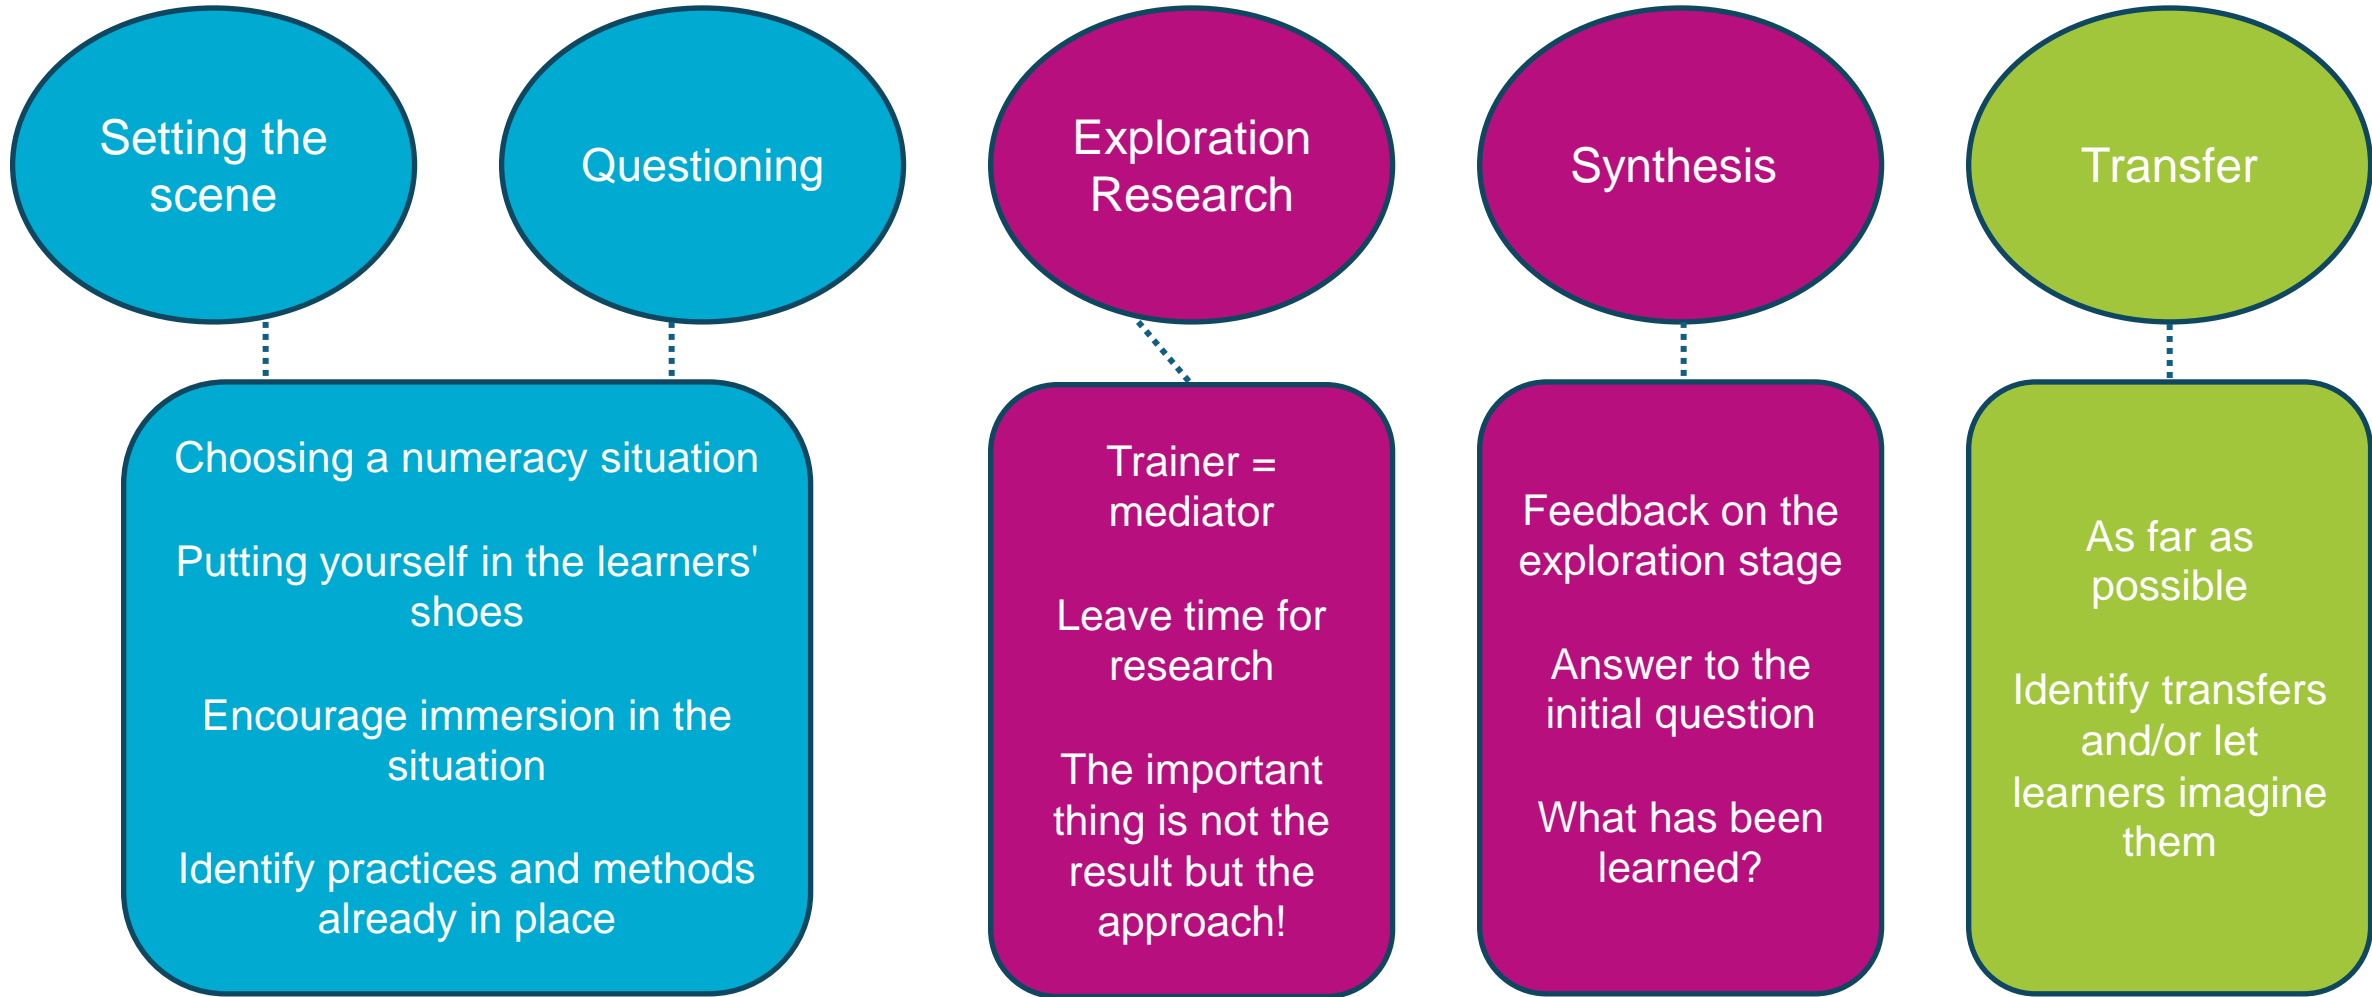 Setting the
scene
Questioning
Exploration
Research
Synthesis
Transfer
Choosing a numeracy situation
Putting yourself in the learners'
shoes
Encourage immersion in the
situation
Identify practices and methods
already in place
Trainer =
mediator
Leave time for
research
The important
thing is not the
result but the
approach!
Feedback on the
exploration stage
Answer to the
initial question
What has been
learned?
As far as
possible
Identify transfers
and/or let
learners imagine
them